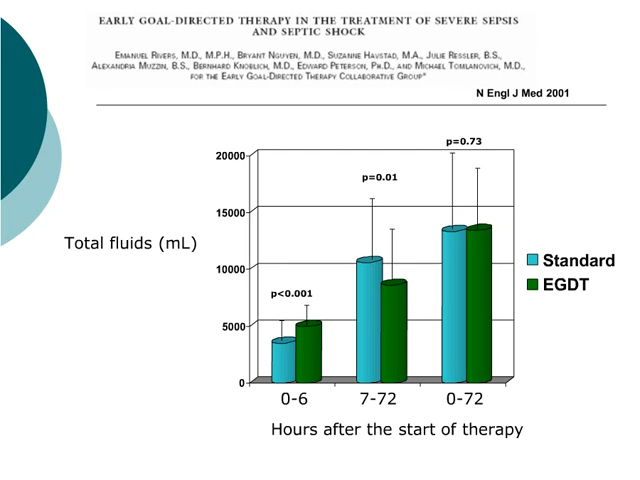 EARLY GOAL-DIRECTED THERAPY IN THE TREATMENT OF SEVERE SEPSIS
AND SEPTIC SHOCK
EMANUEL RIVERS, M.D., M.P.H., BRYANT NGUYEN, M.D., SUZANNE HAVSTAD, M.A., JULIE RESSLER, B.S.,
ALEXANDRIA MUZZIN, B.S., BERNHARD KNOBLICH, M.D., EDWARD PETERSON, PH.D., AND MICHAEL TOMLANOVICH, M.D.,
FOR THE EARLY GOAL-DIRECTED THERAPY COLLABORATIVE GROUP*
N Engl J Med 2001
p=0.73
20000
p=0.01
15000
Total fluids (mL)
10000
Standard
EGDT
p<0.001
5000
0
0-6 7-72 0-72
Hours after the start of therapy